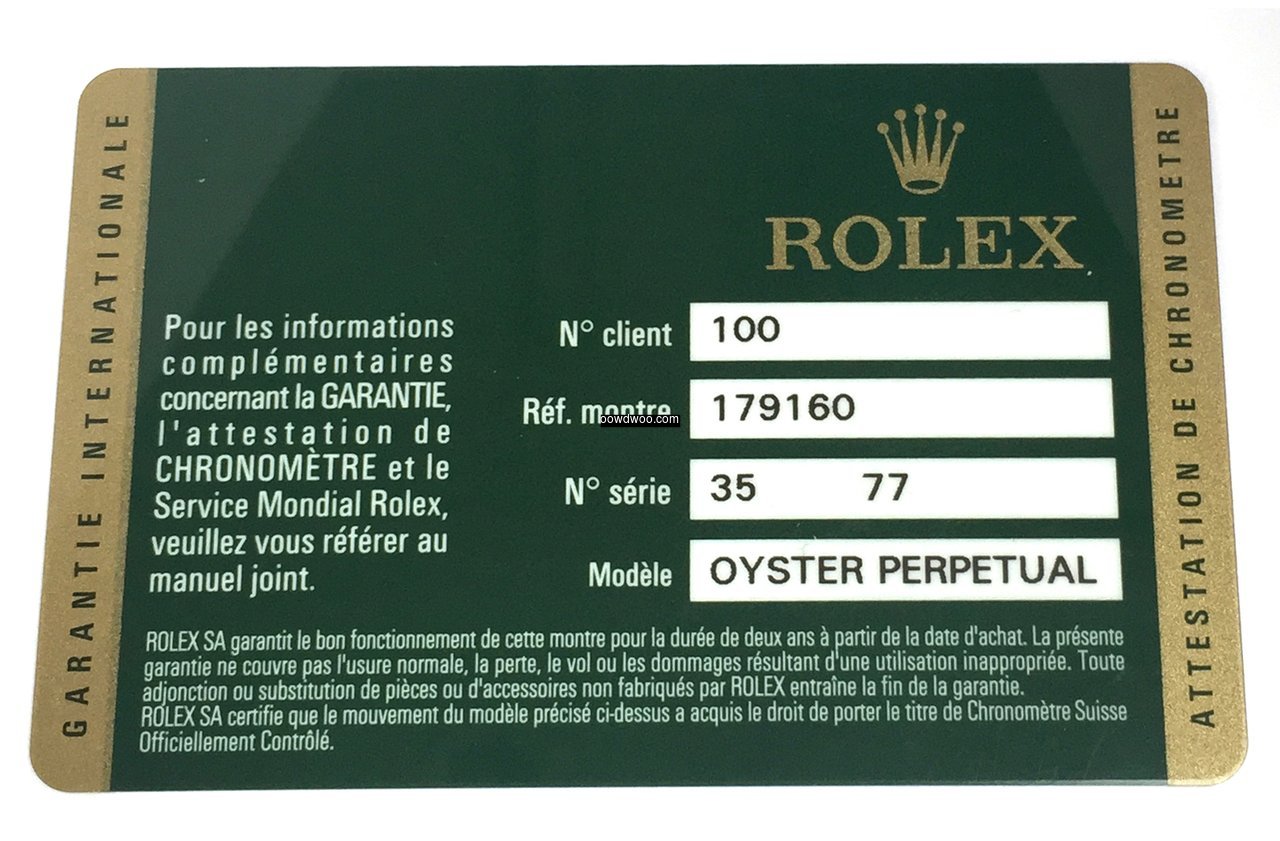 GARANTIE INTERNATIONALE
ROLEX
ATTESTATION DE CHRONOMETRE
Pour les informations
complémentaires
concernant la GARANTIE,
l'attestation de
CHRONOMÈTRE et le
Service Mondial Rolex,
veuillez vous référer au
manuel joint.
N° client 100
Réf. montre 179160
bowdwoo.com
N° série 35 77
Modèle OYSTER PERPETUAL
ROLEX SA garantit le bon fonctionnement de cette montre pour la durée de deux ans à partir de la date d'achat. La présente
garantie ne couvre pas l'usure normale, la perte, le vol ou les dommages résultant d'une utilisation inappropriée. Toute
adjonction ou substitution de pièces ou d'accessoires non fabriqués par ROLEX entraîne la fin de la garantie.
ROLEX SA certifie que le mouvement du modèle précisé ci-dessus a acquis le droit de porter le titre de Chronomètre Suisse
Officiellement Contrôlé.